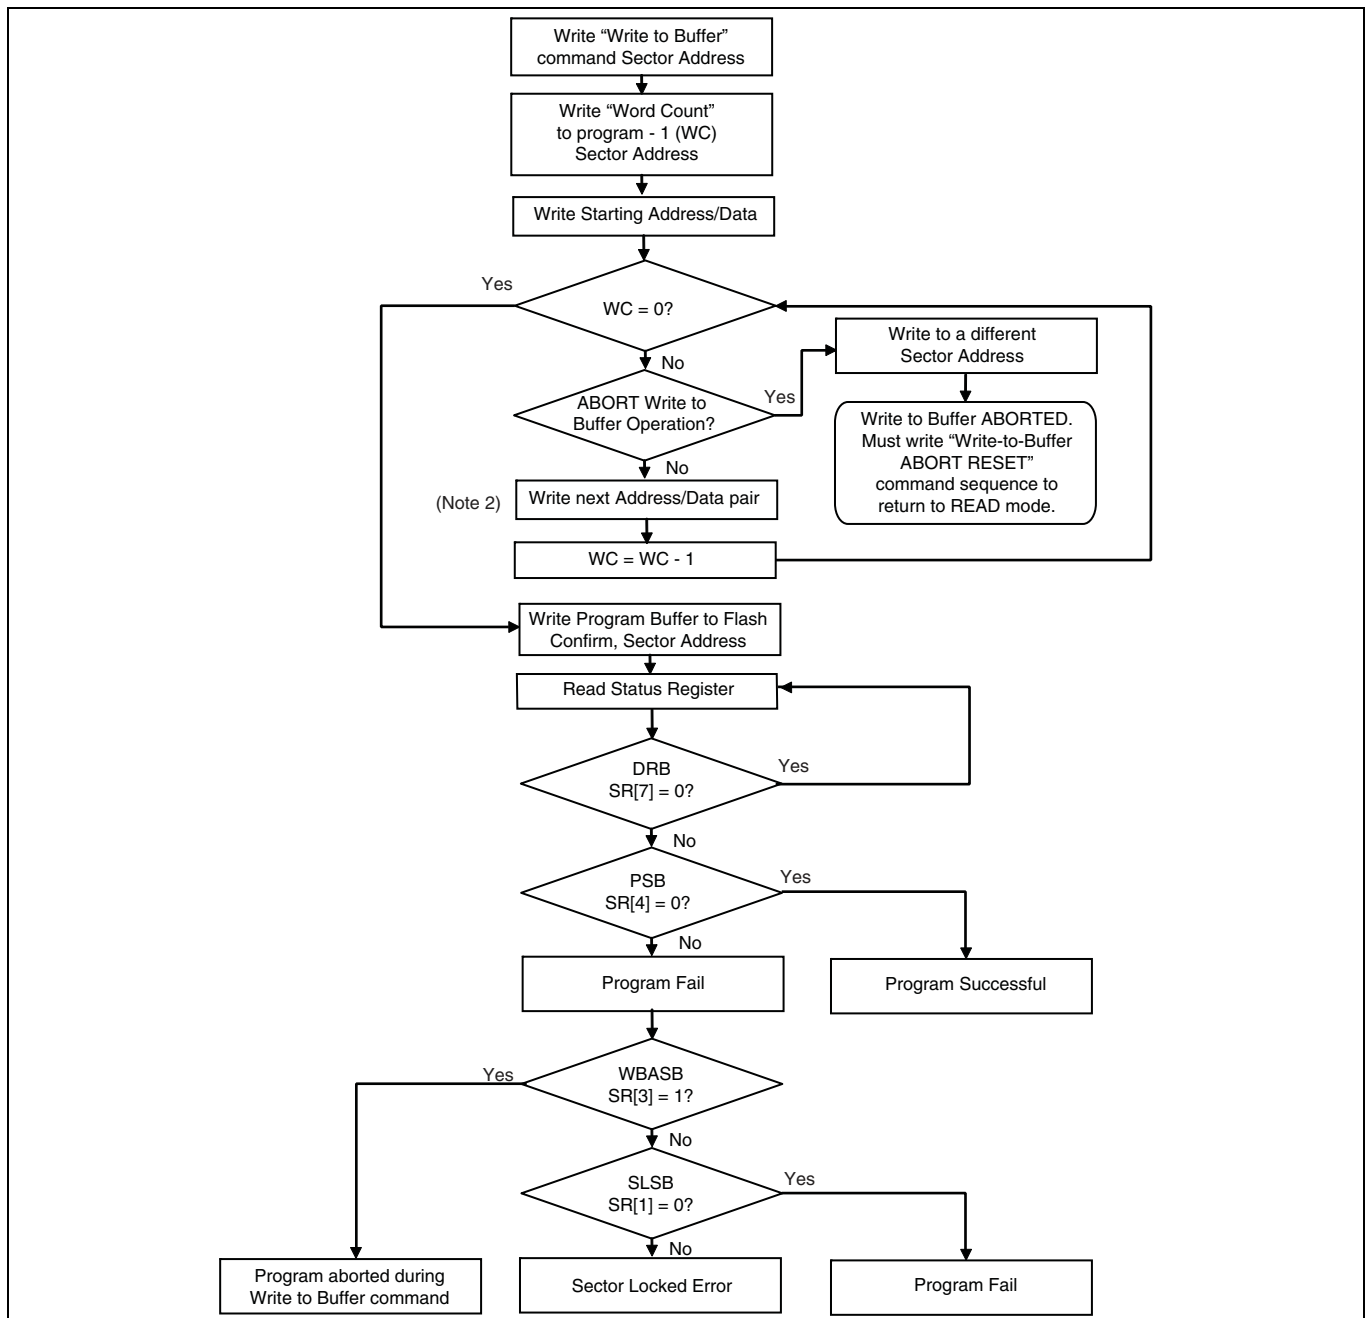 Write “Write to Buffer”
command Sector Address
Write “Word Count”
to program - 1 (WC)
Sector Address
Write Starting Address/Data
Yes
WC = 0?
No
Write to a different
Sector Address
Yes
ABORT Write to
Buffer Operation?
No
Write to Buffer ABORTED.
Must write “Write-to-Buffer
ABORT RESET”
command sequence to
return to READ mode.
(Note 2)
Write next Address/Data pair
WC = WC - 1
Write Program Buffer to Flash
Confirm, Sector Address
Read Status Register
DRB
SR[7] = 0?
Yes
No
PSB
SR[4] = 0?
Yes
No
Program Fail
Program Successful
Yes
WBASB
SR[3] = 1?
No
SLSB
SR[1] = 0?
Yes
No
Program aborted during
Write to Buffer command
Sector Locked Error
Program Fail